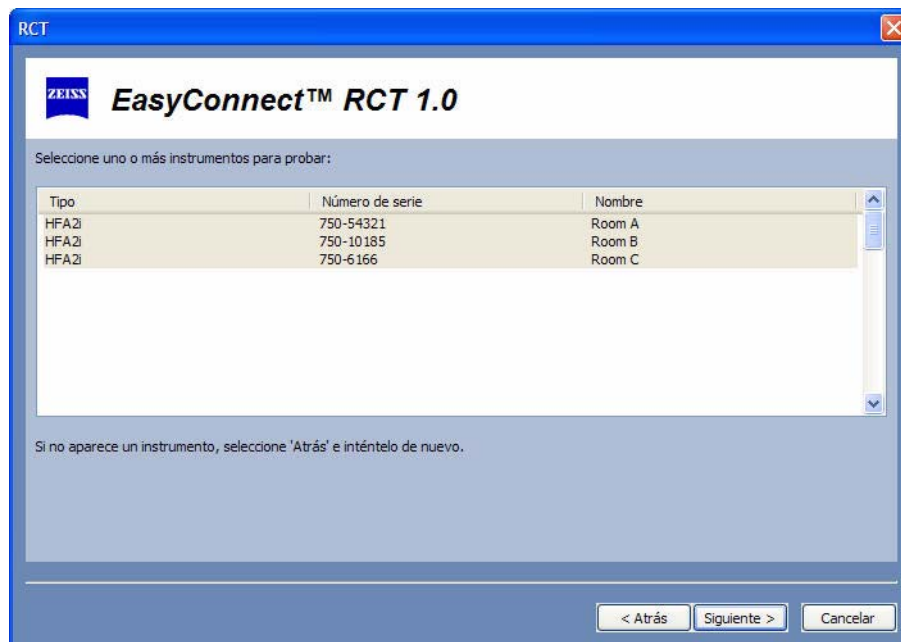 RCT
ZEISS
EasyConnect™ RCT 1.0
Seleccione uno o más instrumentos para probar:
Tipo Número de serie Nombre
HFA2i 750-54321 Room A
HFA2i 750-10185 Room B
HFA2i 750-6166 Room C
Si no aparece un instrumento, seleccione 'Atrás' e inténtelo de nuevo.
< Atrás Siguiente > Cancelar